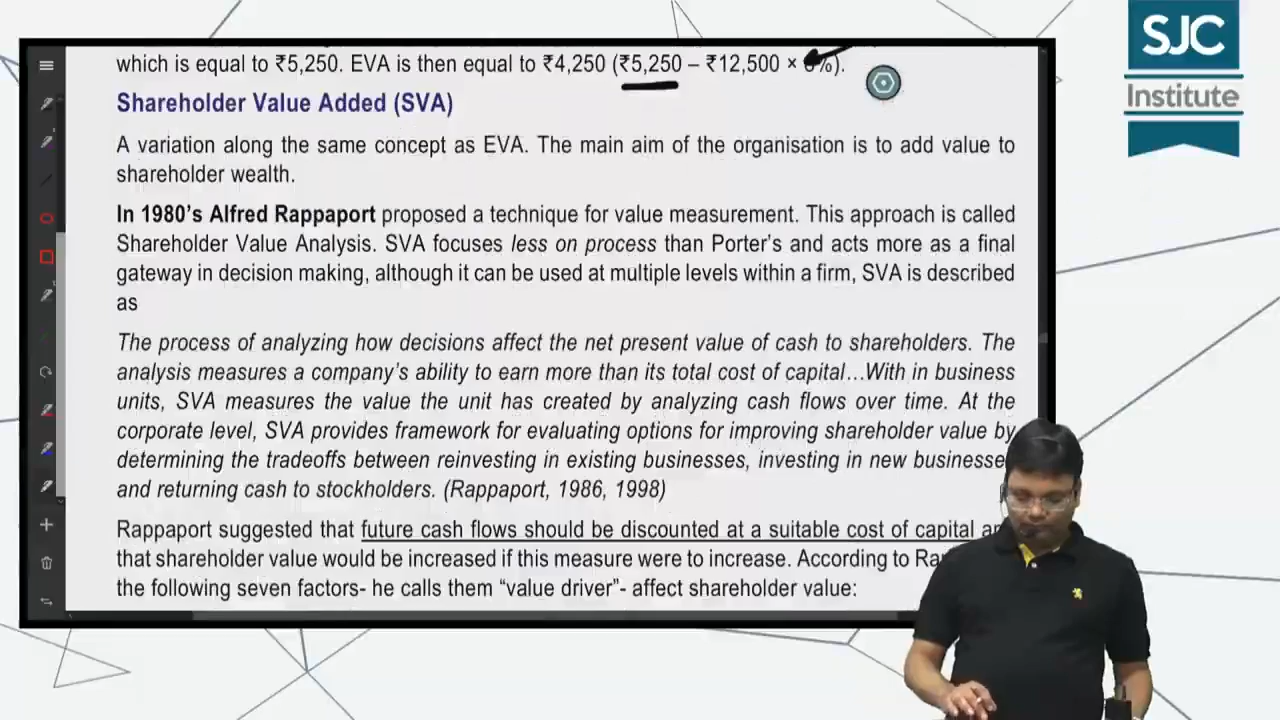 which is equal to ₹5,250. EVA is then equal to ₹4,250 (₹5,250 – ₹12,500 × %).
Shareholder Value Added (SVA)
A variation along the same concept as EVA. The main aim of the organisation is to add value to
shareholder wealth.
In 1980's Alfred Rappaport proposed a technique for value measurement. This approach is called
Shareholder Value Analysis. SVA focuses less on process than Porter's and acts more as a final
gateway in decision making, although it can be used at multiple levels within a firm, SVA is described
as
The process of analyzing how decisions affect the net present value of cash to shareholders. The
analysis measures a company's ability to earn more than its total cost of capital…With in business
units, SVA measures the value the unit has created by analyzing cash flows over time. At the
corporate level, SVA provides framework for evaluating options for improving shareholder value by
determining the tradeoffs between reinvesting in existing businesses, investing in new businesse
and returning cash to stockholders. (Rappaport, 1986, 1998)
Rappaport suggested that future cash flows should be discounted at a suitable cost of capital
that shareholder value would be increased if this measure were to increase. According to
the following seven factors- he calls them “value driver”- affect shareholder value:
SJC
Institute